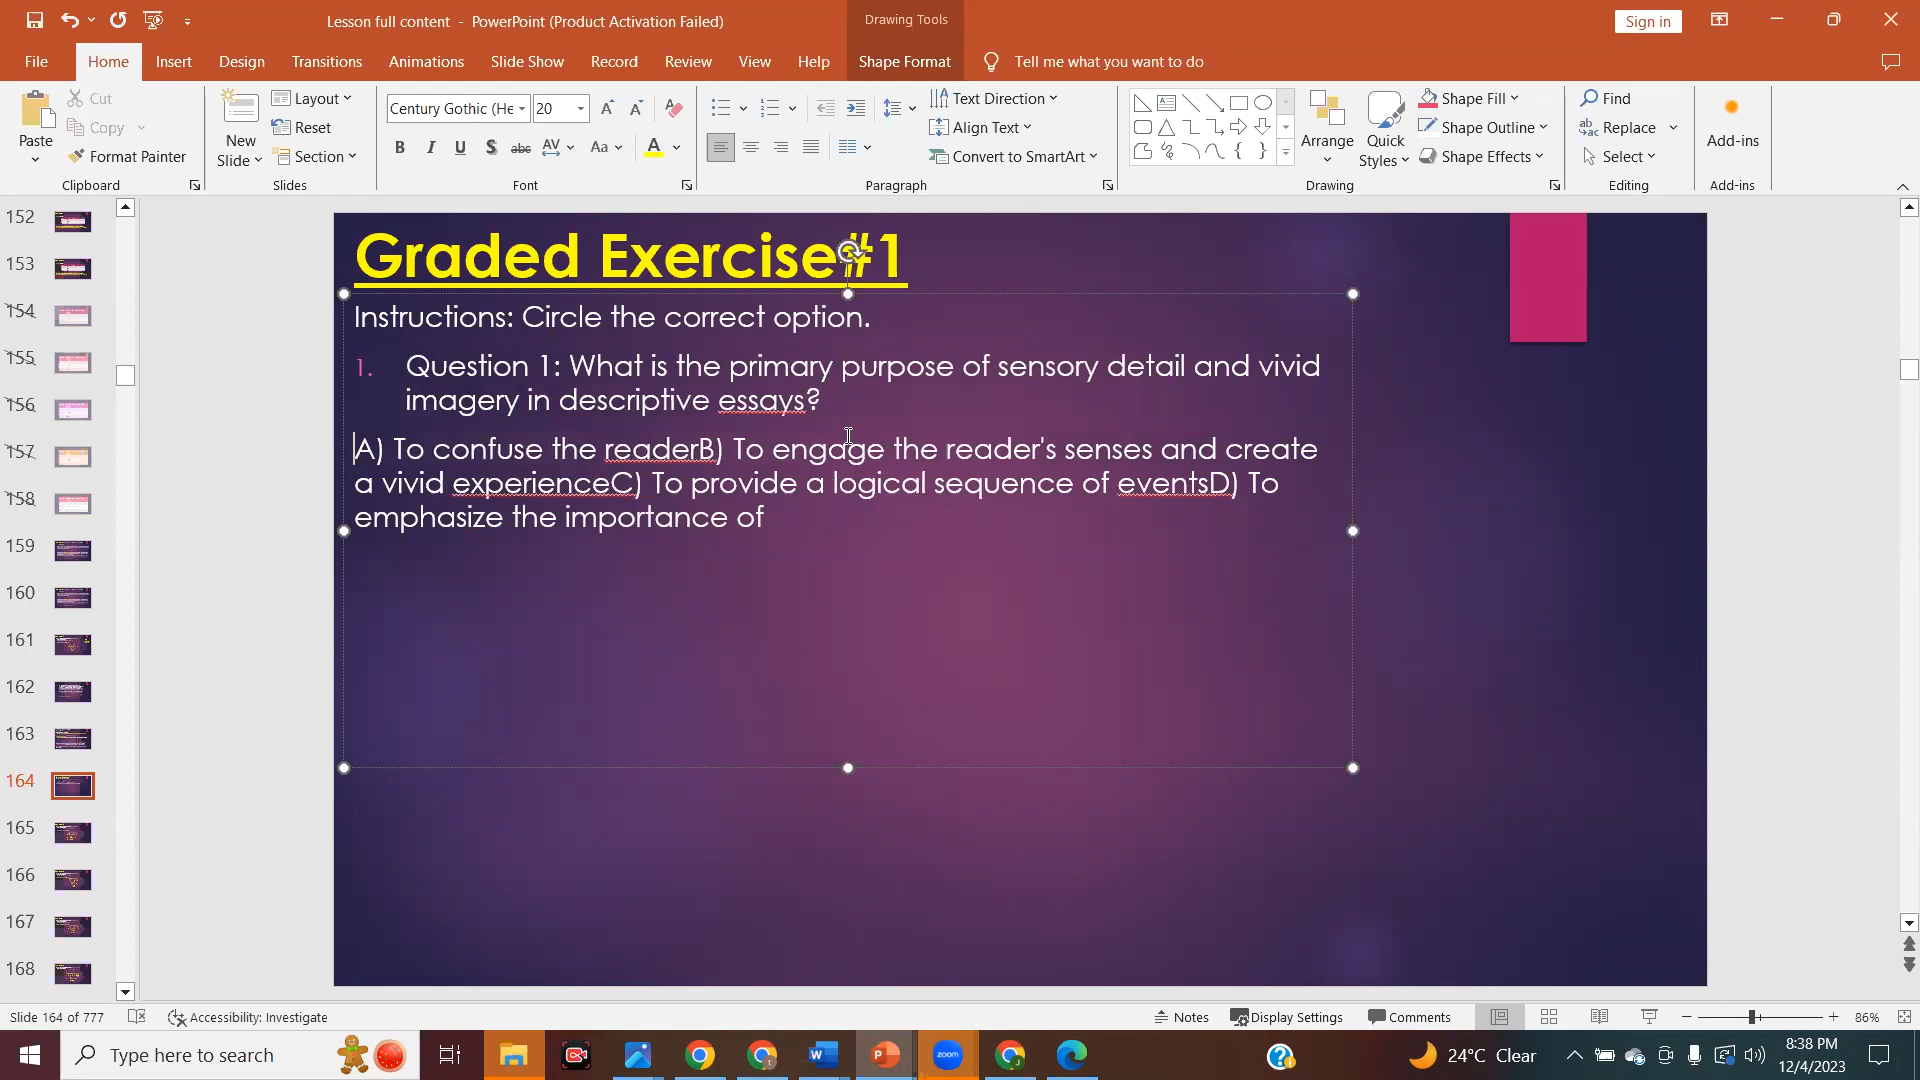 Lesson full content - PowerPoint (Product Activation Failed)
Drawing Tools
Sign in
File
Home
Insert
Design
Transitions
Animations
Slide Show
Record
Review
View
Help
Shape Format
Tell me what you want to do
Paste
Cut
Copy
Format Painter
Clipboard
New Slide
Layout
Reset
Section
Slides
Century Gothic (He
20
Font
Text Direction
Align Text
Convert to SmartArt
Paragraph
Arrange
Quick Styles
Shape Fill
Shape Outline
Shape Effects
Drawing
Find
Replace
Select
Editing
Add-ins
Add-ins
152
153
154
155
156
157
158
159
160
161
162
163
164
165
166
167
168
Graded Exercise#1
Instructions: Circle the correct option.
1. Question 1: What is the primary purpose of sensory detail and vivid
imagery in descriptive essays?
A) To confuse the readerB) To engage the reader's senses and create
a vivid experienceC) To provide a logical sequence of eventsD) To
emphasize the importance of
Slide 164 of 777
Accessibility: Investigate
Notes
Display Settings
Comments
86%
Type here to search
zoom
24°C Clear
8:38 PM
12/4/2023